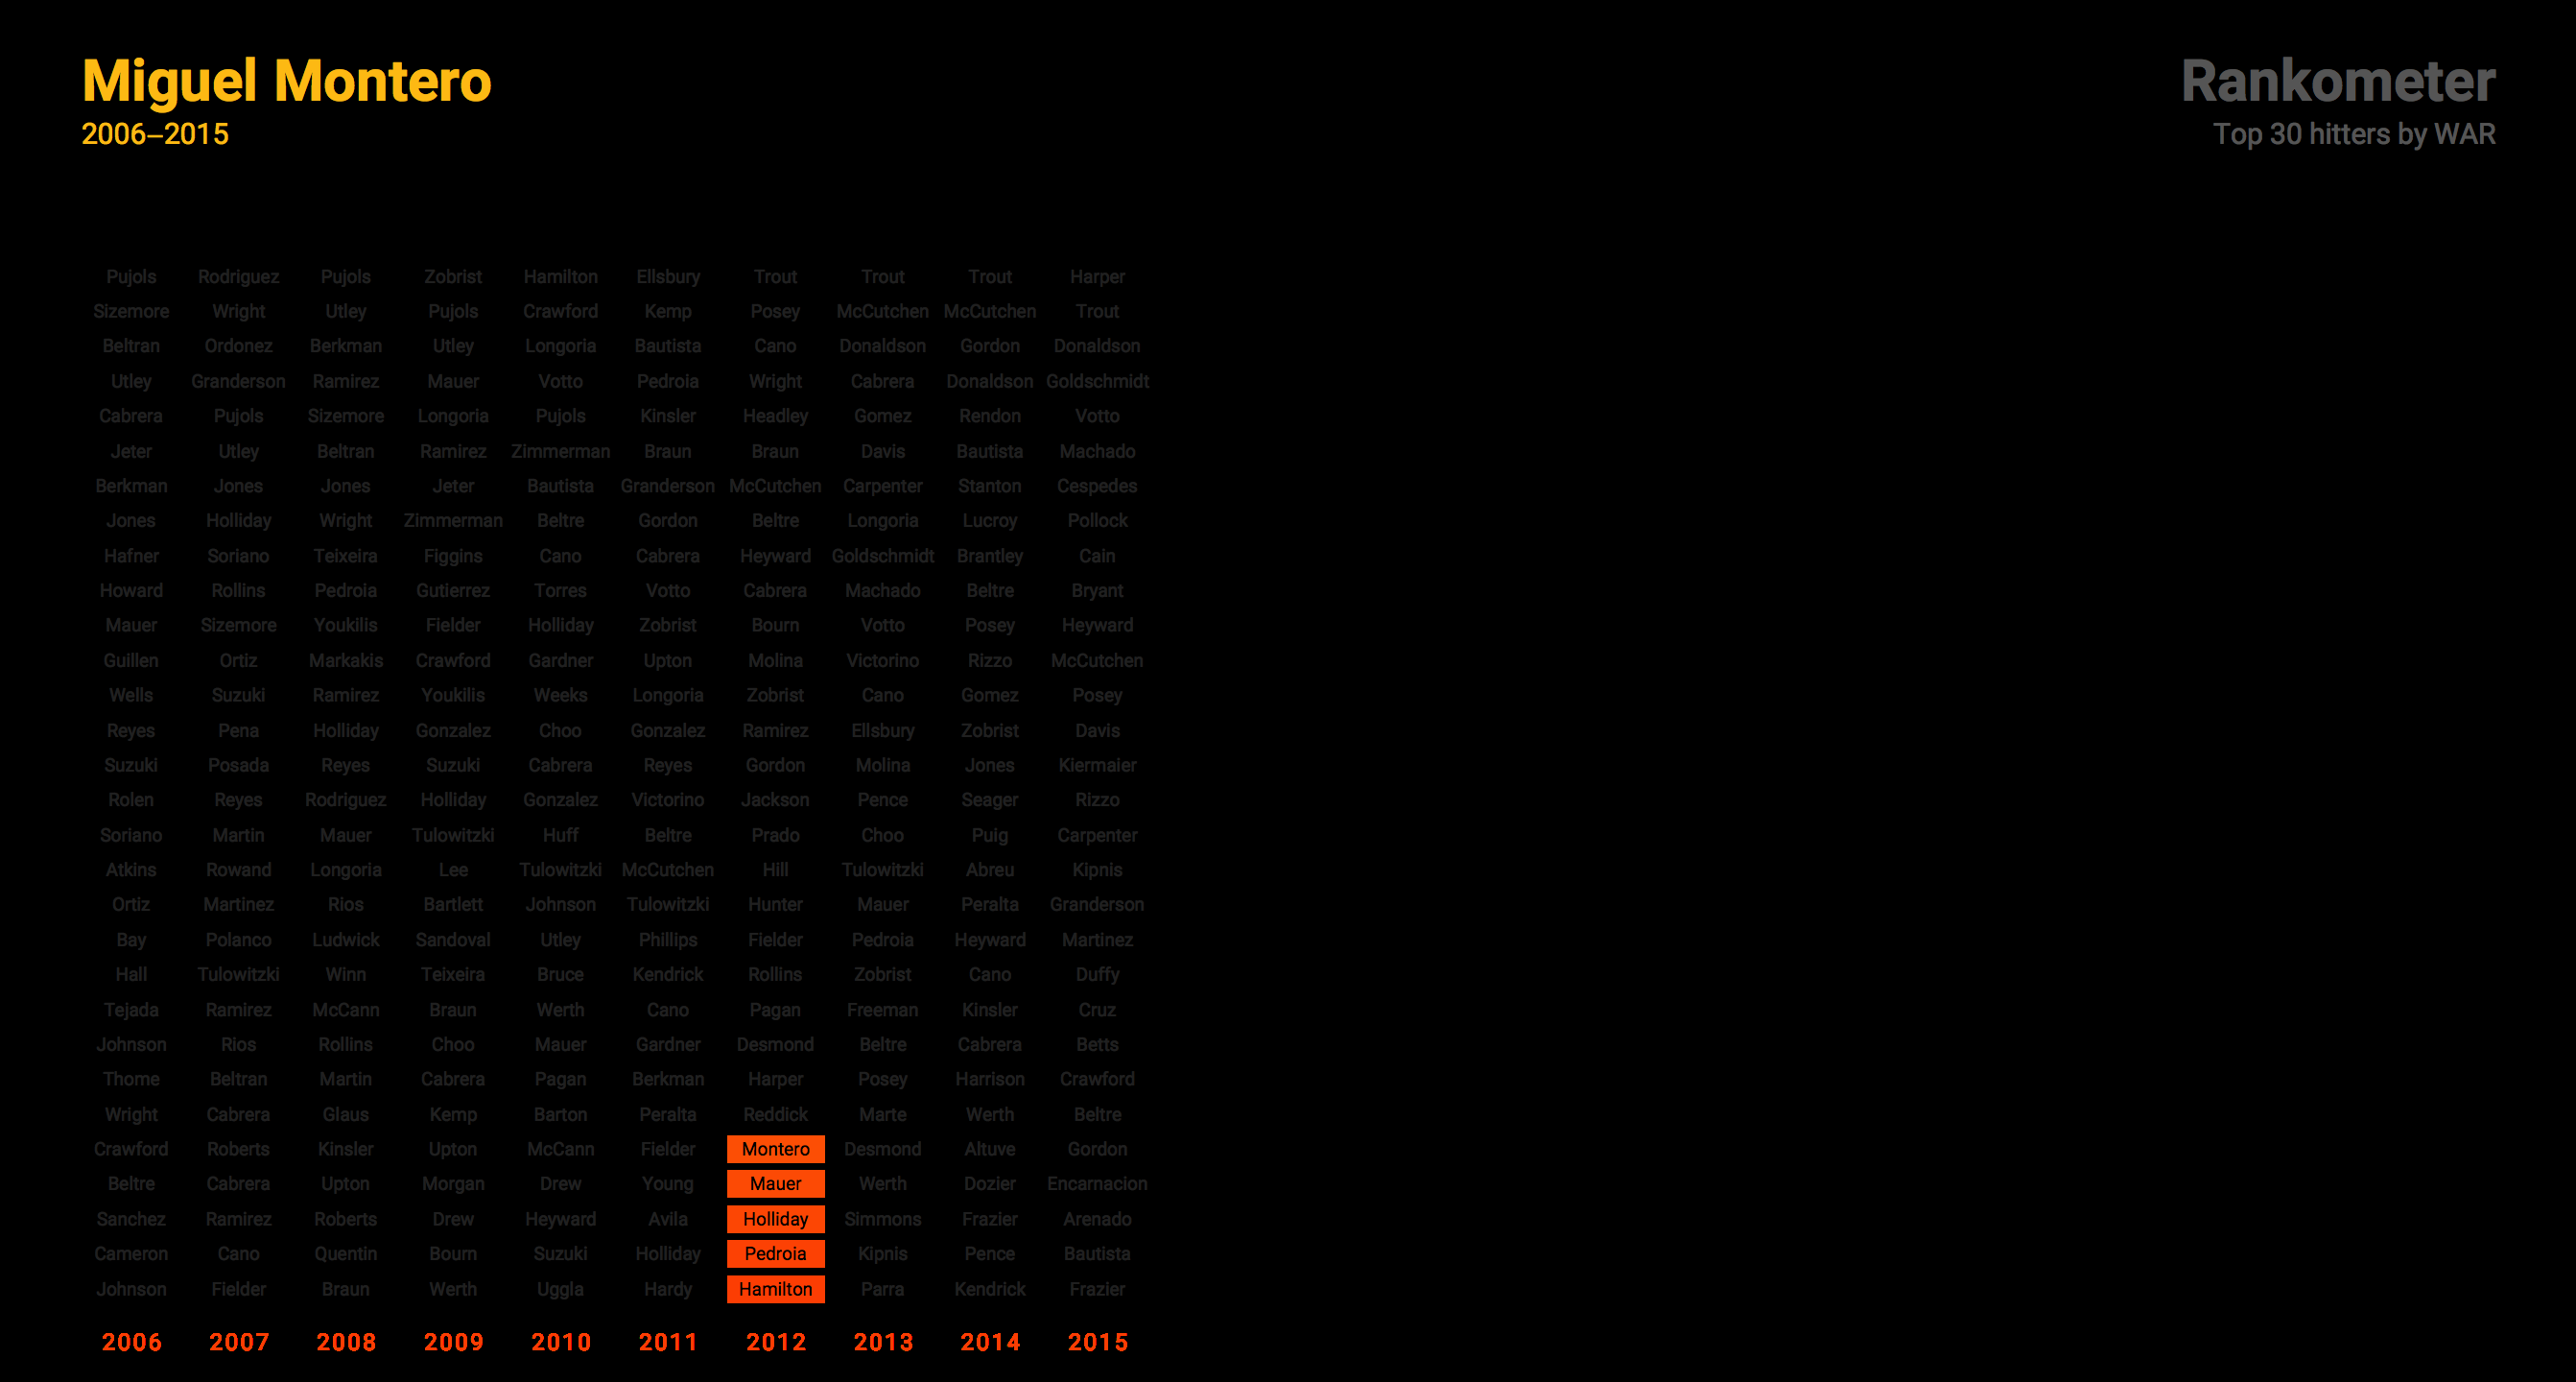 Miguel Montero
2006–2015
Rankometer
Top 30 hitters by WAR
Pujols Rodriguez Pujols Zobrist Hamilton Ellsbury Trout Trout Trout Harper
Sizemore Wright Utley Pujols Crawford Kemp Posey McCutchen McCutchen Trout
Beltran Ordonez Berkman Utley Longoria Bautista Cano Donaldson Gordon Donaldson
Utley Granderson Ramirez Mauer Votto Pedroia Wright Cabrera Donaldson Goldschmidt
Cabrera Pujols Sizemore Longoria Pujols Kinsler Headley Gomez Rendon Votto
Jeter Utley Beltran Ramirez Zimmerman Braun Braun Davis Bautista Machado
Berkman Jones Jones Jeter Bautista Granderson McCutchen Carpenter Stanton Cespedes
Jones Holliday Wright Zimmerman Beltre Gordon Beltre Longoria Lucroy Pollock
Hafner Soriano Teixeira Figgins Cano Cabrera Heyward Goldschmidt Brantley Cain
Howard Rollins Pedroia Gutierrez Torres Votto Cabrera Machado Beltre Bryant
Mauer Sizemore Youkilis Fielder Holliday Zobrist Bourn Votto Posey Heyward
Guillen Ortiz Markakis Crawford Gardner Upton Molina Victorino Rizzo McCutchen
Wells Suzuki Ramirez Youkilis Weeks Longoria Zobrist Cano Gomez Posey
Reyes Pena Holliday Gonzalez Choo Gonzalez Ramirez Ellsbury Zobrist Davis
Suzuki Posada Reyes Suzuki Cabrera Reyes Gordon Molina Jones Kiermaier
Rolen Reyes Rodriguez Holliday Gonzalez Victorino Jackson Pence Seager Rizzo
Soriano Martin Mauer Tulowitzki Huff Beltre Prado Choo Puig Carpenter
Atkins Rowand Longoria Lee Tulowitzki McCutchen Hill Tulowitzki Abreu Kipnis
Ortiz Martinez Rios Bartlett Johnson Tulowitzki Hunter Mauer Peralta Granderson
Bay Polanco Ludwick Sandoval Utley Phillips Fielder Pedroia Heyward Martinez
Hall Tulowitzki Winn Teixeira Bruce Kendrick Rollins Zobrist Cano Duffy
Tejada Ramirez McCann Braun Werth Cano Pagan Freeman Kinsler Cruz
Johnson Rios Rollins Choo Mauer Gardner Desmond Beltre Cabrera Betts
Thome Beltran Martin Cabrera Pagan Berkman Harper Posey Harrison Crawford
Wright Cabrera Glaus Kemp Barton Peralta Reddick Marte Werth Beltre
Crawford Roberts Kinsler Upton McCann Fielder Montero Desmond Altuve Gordon
Beltre Cabrera Upton Morgan Drew Young Mauer Werth Dozier Encarnacion
Sanchez Ramirez Roberts Drew Heyward Avila Holliday Simmons Frazier Arenado
Cameron Cano Quentin Bourn Suzuki Holliday Pedroia Kipnis Pence Bautista
Johnson Fielder Braun Werth Uggla Hardy Hamilton Parra Kendrick Frazier
2006 2007 2008 2009 2010 2011 2012 2013 2014 2015